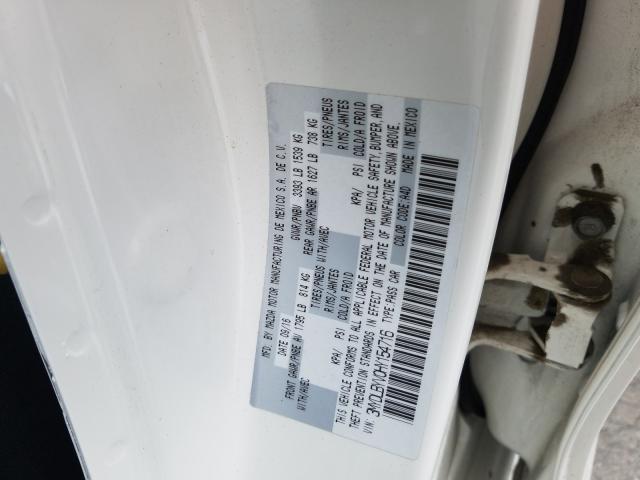 MFD. BY MAZDA MOTOR MANUFACTURING DE MEXICO S.A. DE C.V.
DATE: 09/16 GVWR/PNBV 3393 LB 1539 KG
FRONT GAWR/PNBE AV 1795 LB 814 KG REAR GAWR/PNBE AR 1627 LB 738 KG
WITH/AVEC TIRES/PNEUS WITH/AVEC TIRES/PNEUS
RIMS/JANTES RIMS/JANTES
KPA/ PSI COLD/A FROID KPA/ PSI COLD/A FROID
THIS VEHICLE CONFORMS TO ALL APPLICABLE FEDERAL MOTOR VEHICLE SAFETY, BUMPER, AND
THEFT PREVENTION STANDARDS IN EFFECT ON THE DATE OF MANUFACTURE SHOWN ABOVE.
VIN: TYPE PASS CAR COLOR CODE:A4D MADE IN MEXICO